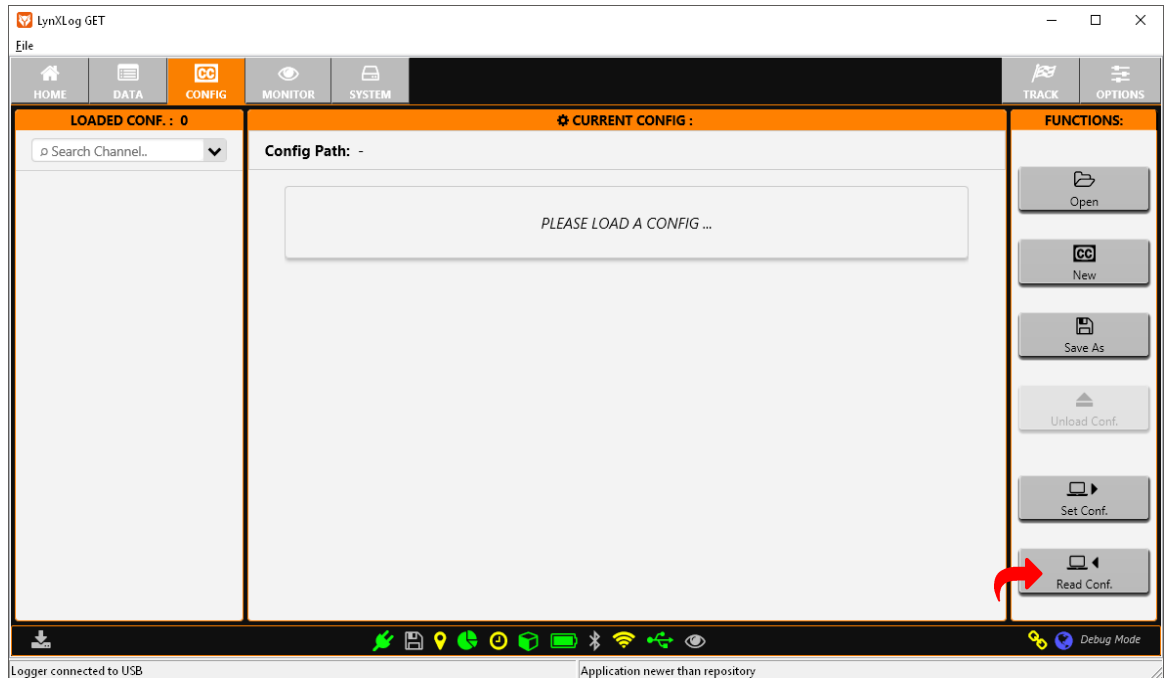 LynXLog GET
File
HOME DATA CONFIG MONITOR SYSTEM TRACK OPTIONS
LOADED CONF. : 0
Search Channel..
CURRENT CONFIG :
Config Path: -
PLEASE LOAD A CONFIG ...
FUNCTIONS:
Open
CC
New
Save As
Unload Conf.
Set Conf.
Read Conf.
Debug Mode
Logger connected to USB
Application newer than repository